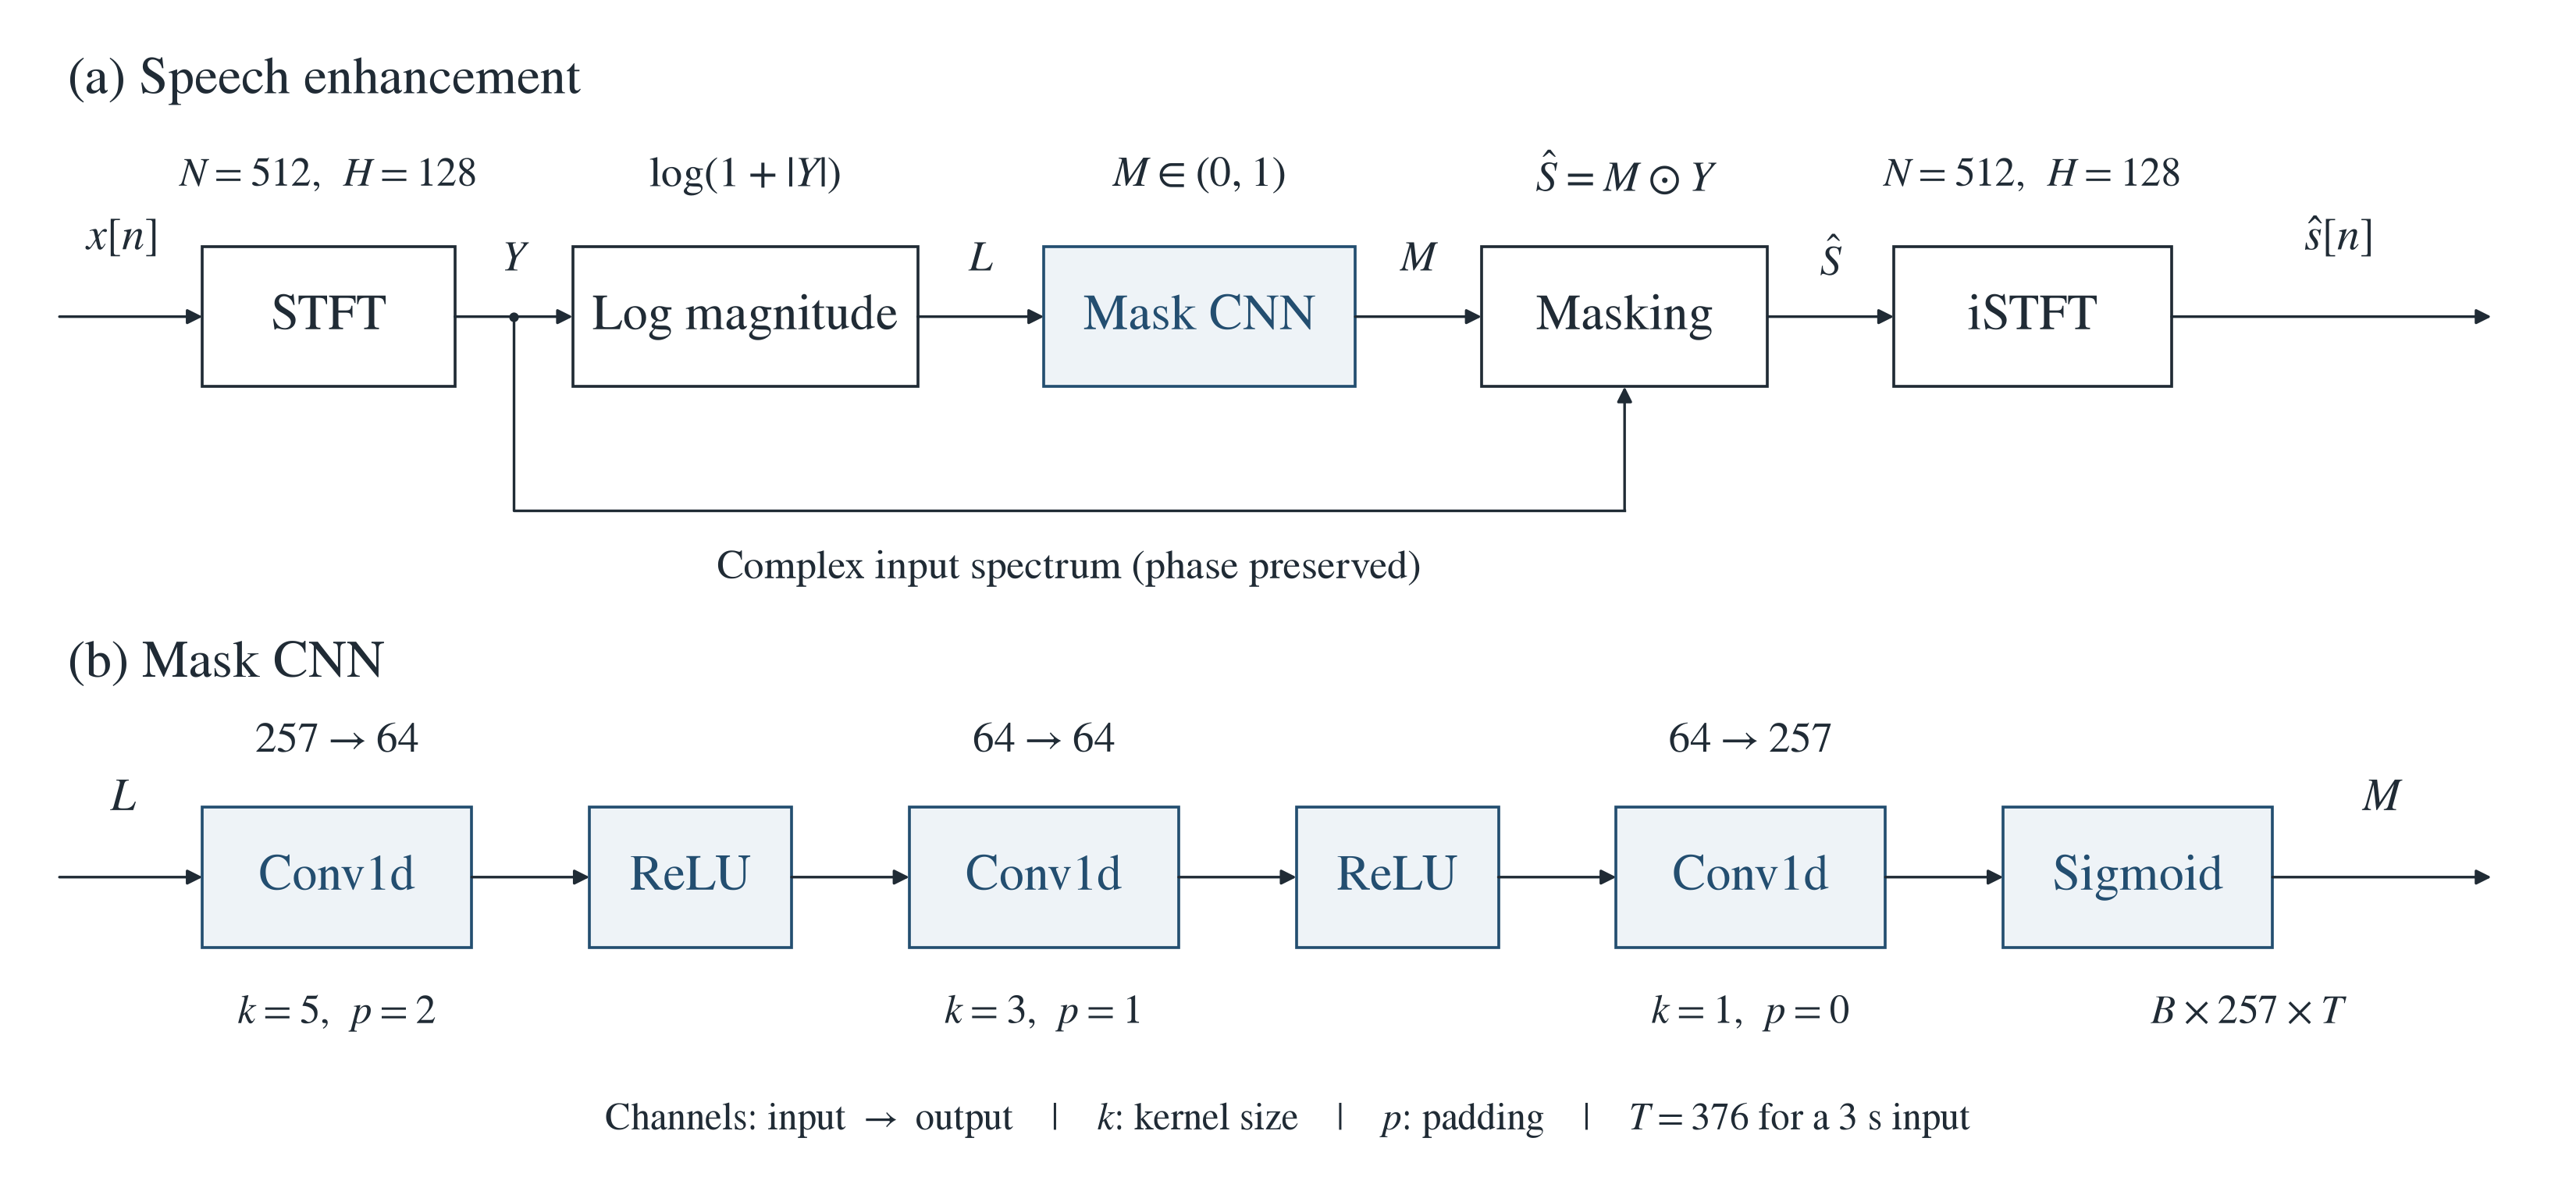 (a) Speech enhancement
N = 512, H = 128
log(1 + |Y|)
M ∈ (0, 1)
Ŝ = M ⊙ Y
N = 512, H = 128
x[n]
Y
L
M
Ŝ
ŝ[n]
STFT
Log magnitude
Mask CNN
Masking
iSTFT
Complex input spectrum (phase preserved)
(b) Mask CNN
257 → 64
64 → 64
64 → 257
L
M
Conv1d
ReLU
Conv1d
ReLU
Conv1d
Sigmoid
k = 5, p = 2
k = 3, p = 1
k = 1, p = 0
B × 257 × T
Channels: input → output | k: kernel size | p: padding | T = 376 for a 3 s input